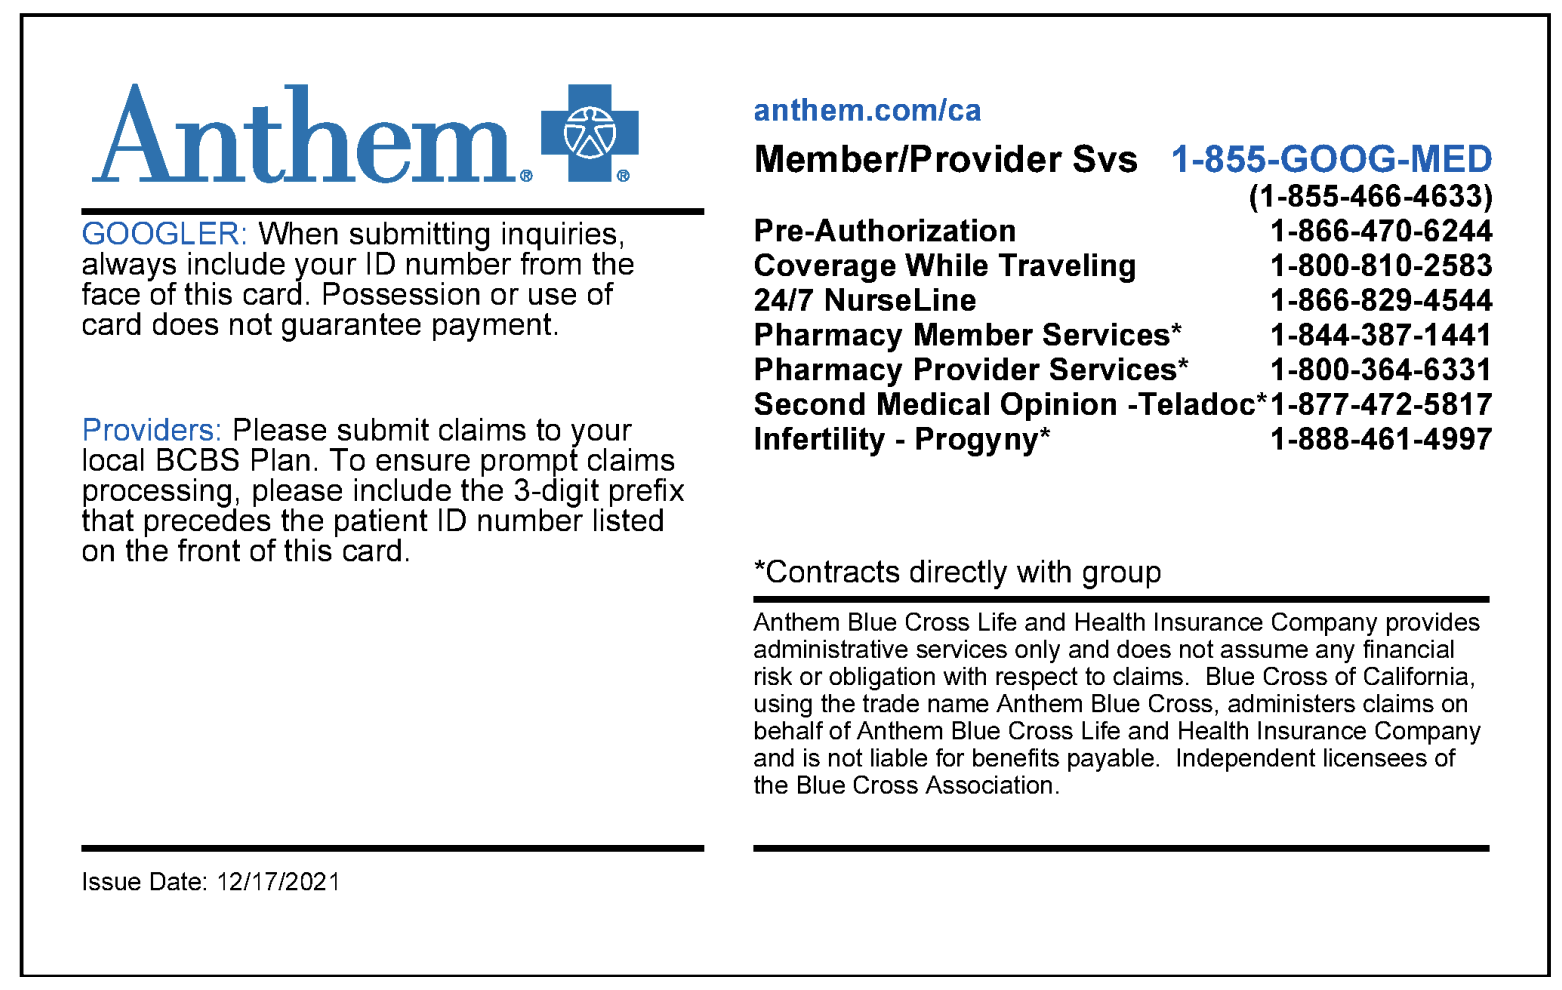 Anthem®
®
GOOGLER: When submitting inquiries,
always include your ID number from the
face of this card. Possession or use of
card does not guarantee payment.
Providers: Please submit claims to your
local BCBS Plan. To ensure prompt claims
processing, please include the 3-digit prefix
that precedes the patient ID number listed
on the front of this card.
Issue Date: 12/17/2021
anthem.com/ca
Member/Provider Svs 1-855-GOOG-MED
(1-855-466-4633)
Pre-Authorization 1-866-470-6244
Coverage While Traveling 1-800-810-2583
24/7 NurseLine 1-866-829-4544
Pharmacy Member Services* 1-844-387-1441
Pharmacy Provider Services* 1-800-364-6331
Second Medical Opinion -Teladoc* 1-877-472-5817
Infertility - Progyny* 1-888-461-4997
*Contracts directly with group
Anthem Blue Cross Life and Health Insurance Company provides
administrative services only and does not assume any financial
risk or obligation with respect to claims.  Blue Cross of California,
using the trade name Anthem Blue Cross, administers claims on
behalf of Anthem Blue Cross Life and Health Insurance Company
and is not liable for benefits payable.  Independent licensees of
the Blue Cross Association.